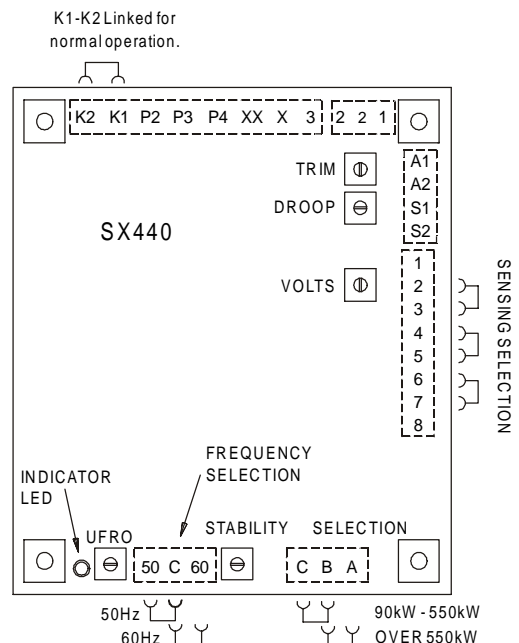 K1-K2 Linked for
normal operation.
K2 K1 P2 P3 P4 XX X 3 2 2 1
TRIM
DROOP
SX440
VOLTS
A1
A2
S1
S2
1
2
3
4
5
6
7
8
SENSING SELECTION
FREQUENCY
SELECTION
INDICATOR
LED
UFRO
STABILITY SELECTION
50 C 60
C B A
50Hz
90kW - 550kW
60Hz
OVER 550kW